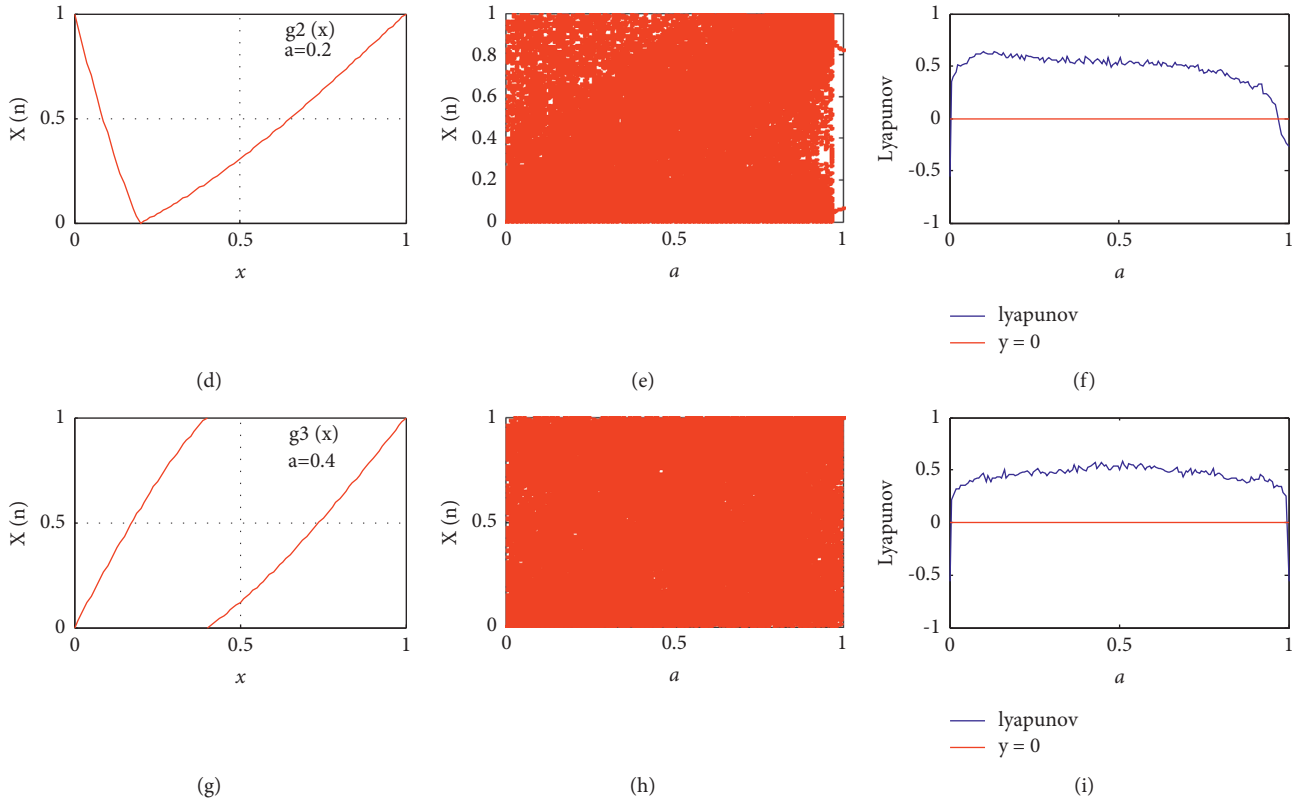 1
0.5
0
X (n)
g2 (x)
a=0.2
0
0.5
1
x
(d)
1
0.8
0.6
0.4
0.2
0
X (n)
0
0.5
1
a
(e)
1
0.5
0
-0.5
-1
Lyapunov
0
0.5
1
a
lyapunov
y = 0
(f)
1
0.5
0
X (n)
g3 (x)
a=0.4
0
0.5
1
x
(g)
1
0.5
0
X (n)
0
0.5
1
a
(h)
1
0.5
0
-0.5
-1
Lyapunov
0
0.5
1
a
lyapunov
y = 0
(i)